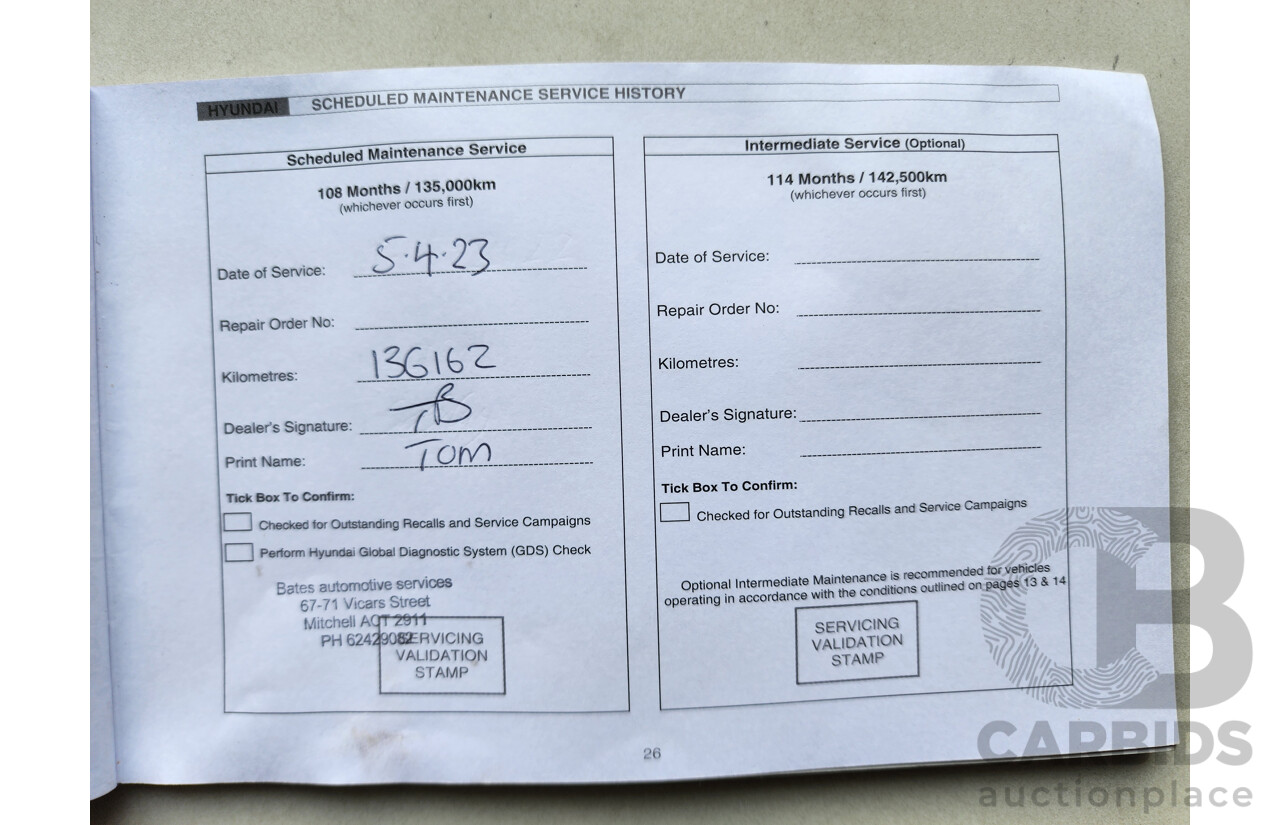 HYUNDAI SCHEDULED MAINTENANCE SERVICE HISTORY
Scheduled Maintenance Service
108 Months / 135,000km
(whichever occurs first)
Date of Service: 5.4.23
Repair Order No:
Kilometres: 136162
Dealer's Signature: TB
Print Name: Tom
Tick Box To Confirm:
Checked for Outstanding Recalls and Service Campaigns
Perform Hyundai Global Diagnostic System (GDS) Check
Bates automotive services
67-71 Vicars Street
Mitchell ACT 2911
PH 62429082
SERVICING
VALIDATION
STAMP
Intermediate Service (Optional)
114 Months / 142,500km
(whichever occurs first)
Date of Service:
Repair Order No:
Kilometres:
Dealer's Signature:
Print Name:
Tick Box To Confirm:
Checked for Outstanding Recalls and Service Campaigns
Optional Intermediate Maintenance is recommended for vehicles
operating in accordance with the conditions outlined on pages 13 & 14
SERVICING
VALIDATION
STAMP
26
CB
CARBIDS
auctionplace